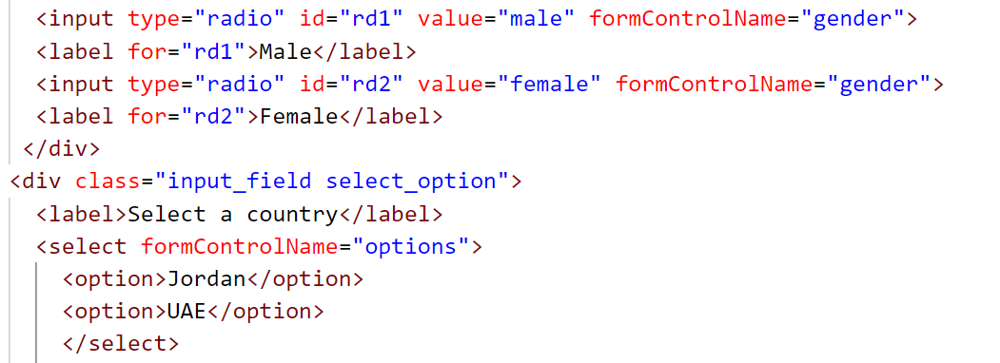 <input type="radio" id="rd1" value="male" formControlName="gender">
<label for="rd1">Male</label>
<input type="radio" id="rd2" value="female" formControlName="gender">
<label for="rd2">Female</label>
</div>
<div class="input_field select_option">
<label>Select a country</label>
<select formControlName="options">
<option>Jordan</option>
<option>UAE</option>
</select>